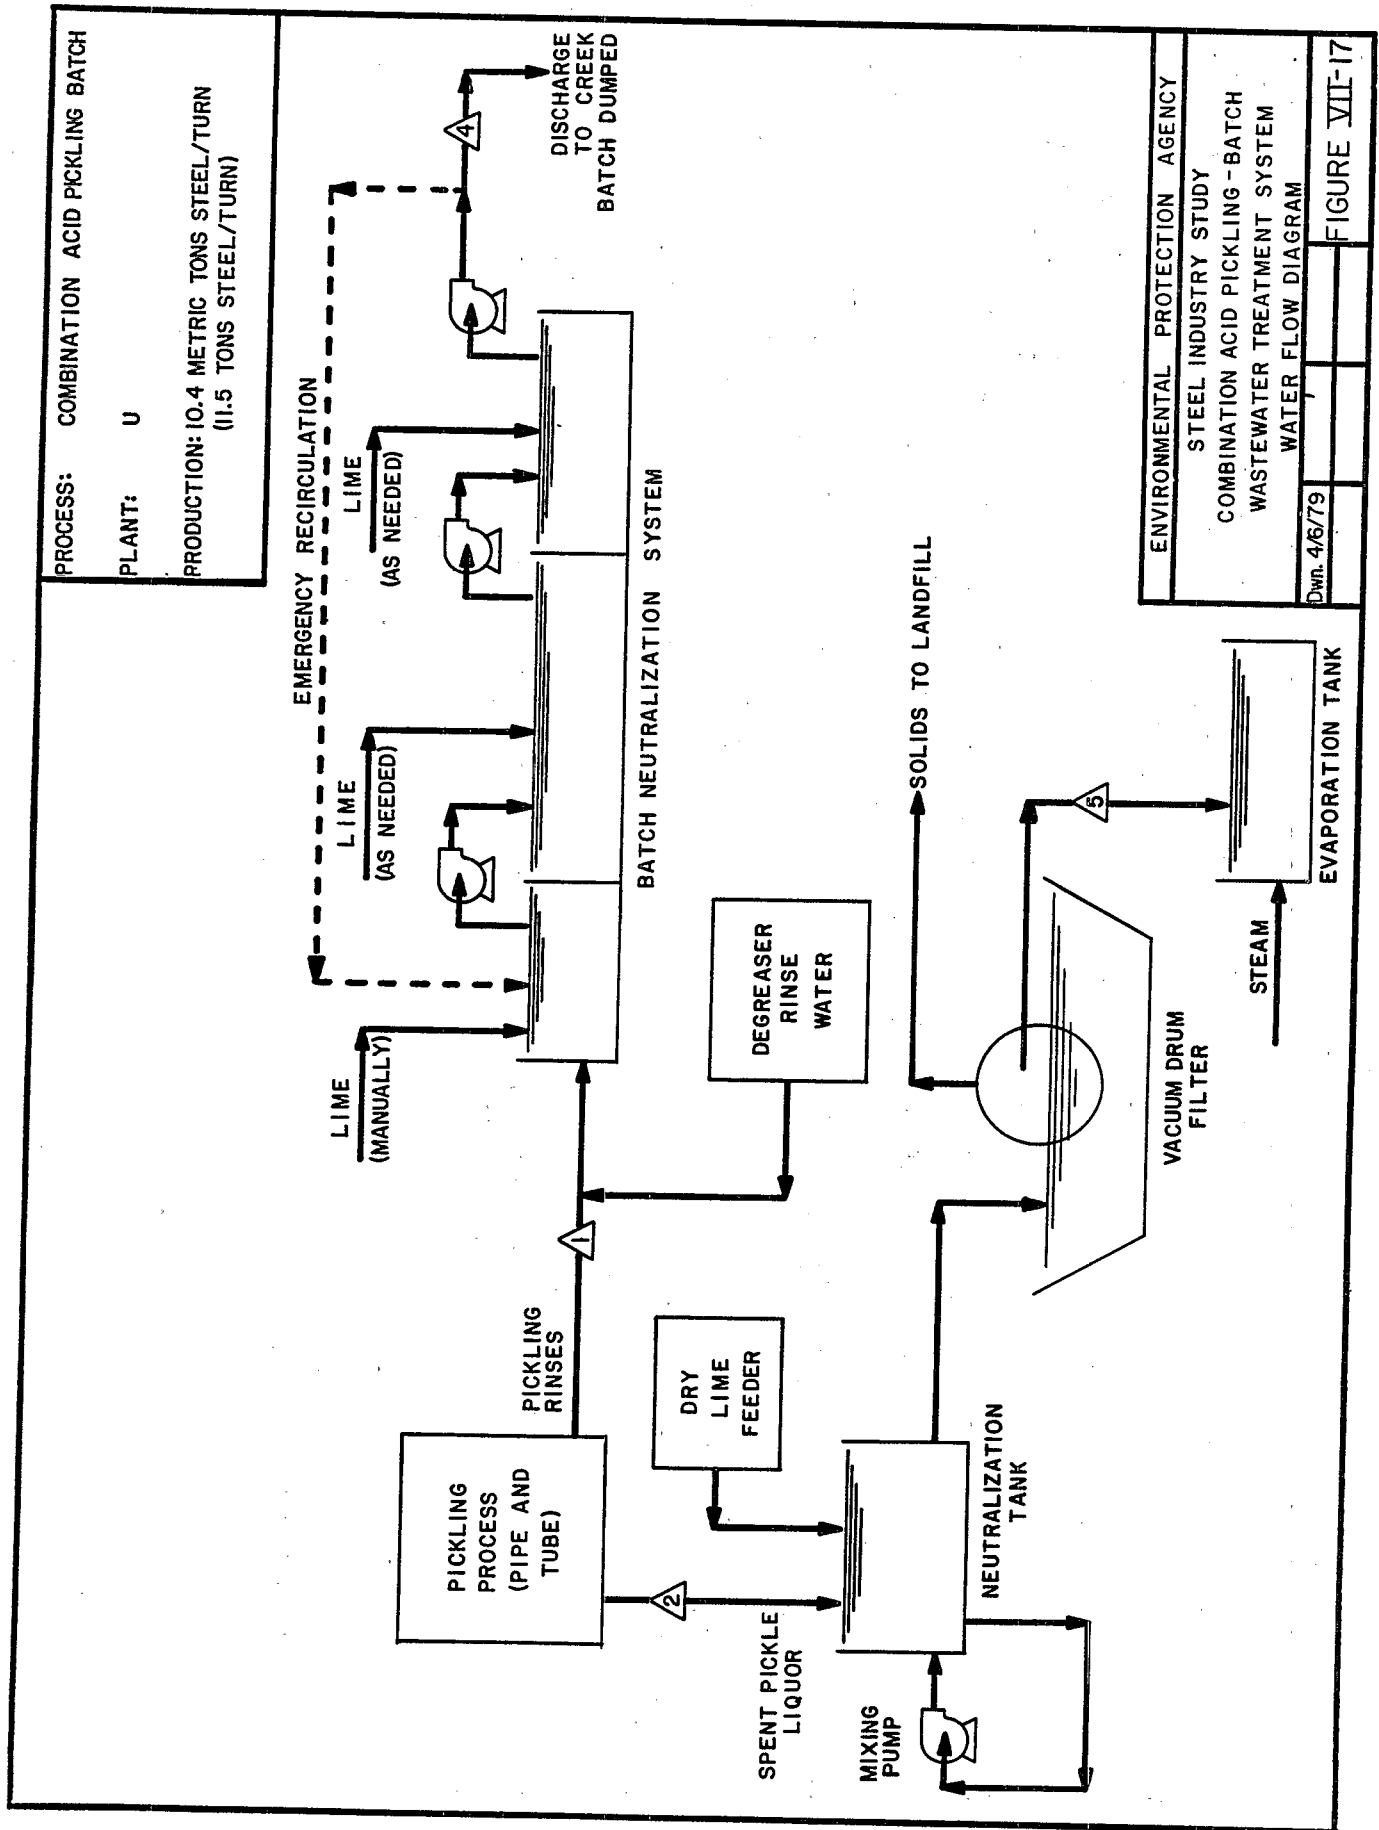 PROCESS: COMBINATION ACID PICKLING BATCH
PLANT: U
PRODUCTION: 10.4 METRIC TONS STEEL/TURN
(11.5 TONS STEEL/TURN)
EMERGENCY RECIRCULATION
LIME
(MANUALLY)
LIME
(AS NEEDED)
LIME
(AS NEEDED)
4
DISCHARGE
TO CREEK
BATCH DUMPED
BATCH NEUTRALIZATION SYSTEM
PICKLING
PROCESS
(PIPE AND
TUBE)
PICKLING
RINSES
1
DEGREASER
RINSE
WATER
2
SPENT PICKLE
LIQUOR
DRY
LIME
FEEDER
MIXING
PUMP
NEUTRALIZATION
TANK
SOLIDS TO LANDFILL
VACUUM DRUM
FILTER
5
STEAM
EVAPORATION TANK
ENVIRONMENTAL PROTECTION AGENCY
STEEL INDUSTRY STUDY
COMBINATION ACID PICKLING-BATCH
WASTEWATER TREATMENT SYSTEM
WATER FLOW DIAGRAM
Dwn. 4/6/79
FIGURE VII-17